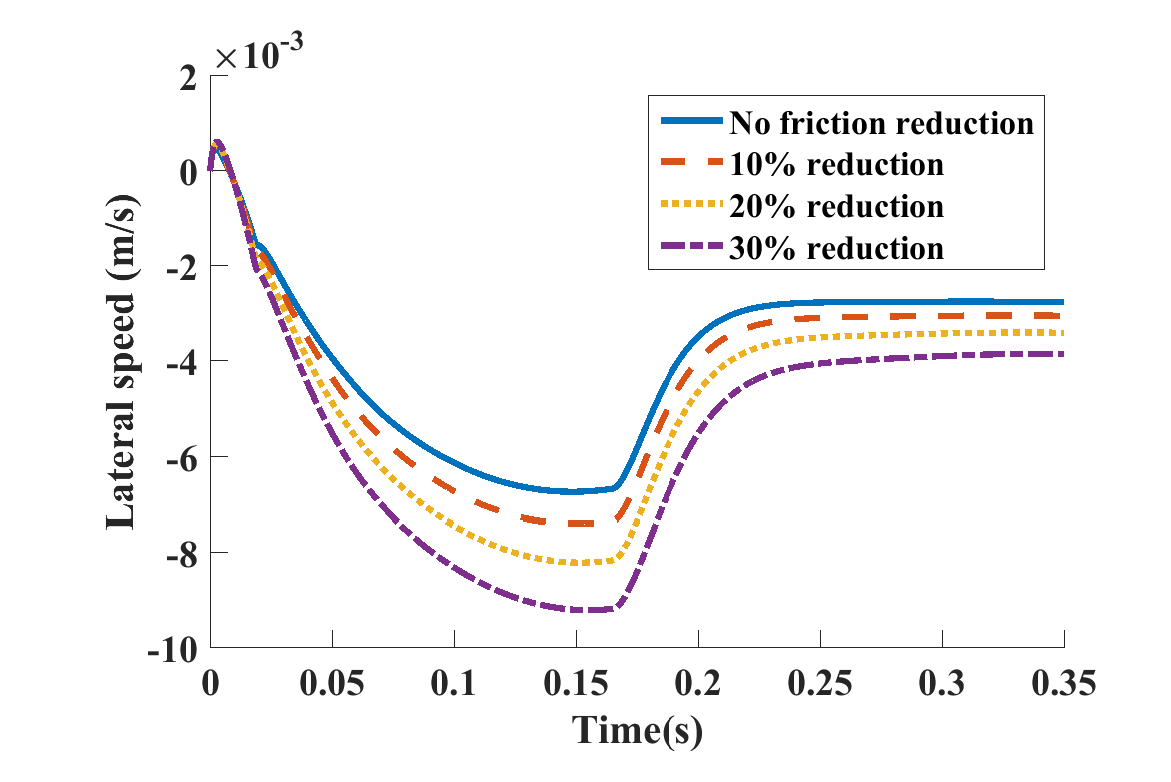 ×10-3
2
0
-2
-4
-6
-8
-10
Lateral speed (m/s)
No friction reduction
10% reduction
20% reduction
30% reduction
0 0.05 0.1 0.15 0.2 0.25 0.3 0.35
Time(s)